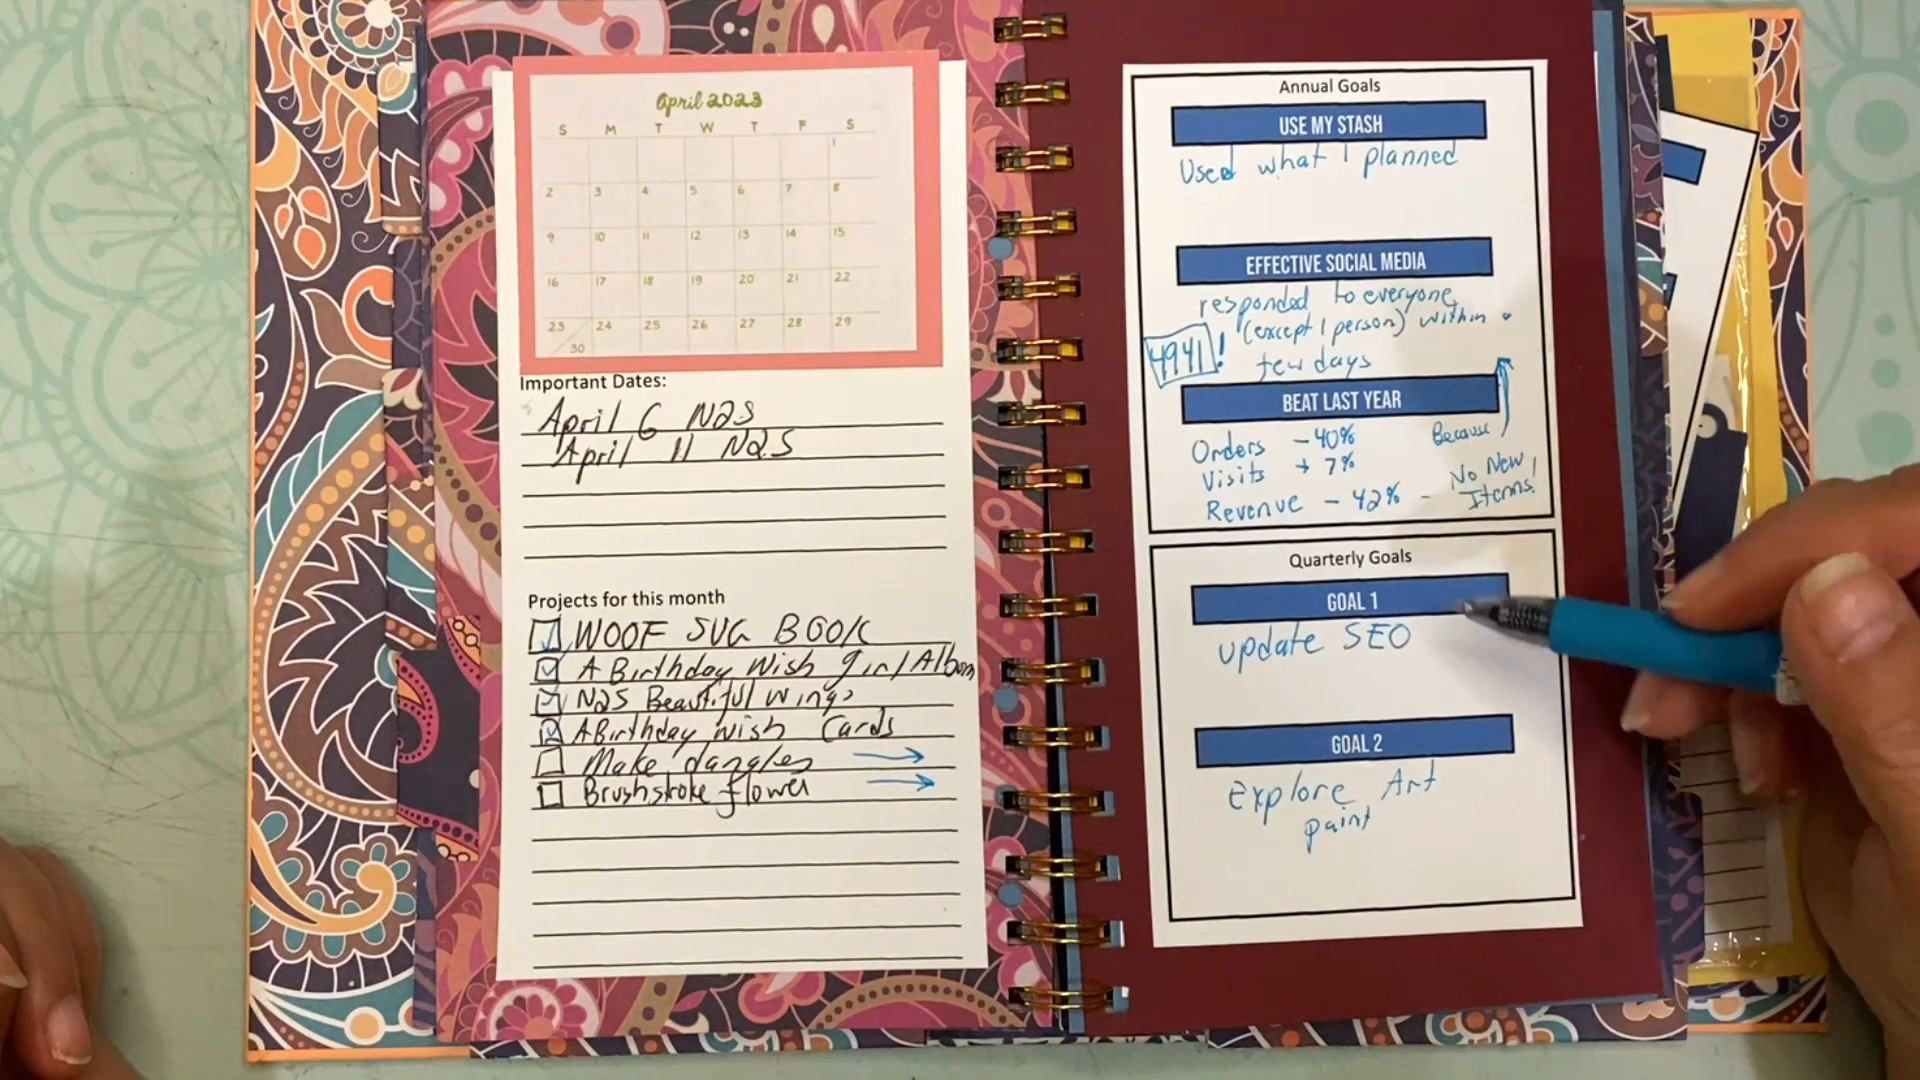 April 2023
S M T W T F S
1
2 3 4 5 6 7 8
9 10 11 12 13 14 15
16 17 18 19 20 21 22
23 24 25 26 27 28 29
30
Important Dates:
April 6 N2S
April 11 N2S
Projects for this month
WOOF SVG BOOK
A Birthday Wish girl Album
N2S Beautiful Wings
A Birthday Wish Cards
Make dangles
Brushstroke flower
Annual Goals
USE MY STASH
Used what I planned
EFFECTIVE SOCIAL MEDIA
responded to everyone
(except 1 person) within a
few days
4941!
BEAT LAST YEAR
Orders - 40%
Visits + 7%
Revenue - 42% -
Because
No New
Items!
Quarterly Goals
GOAL 1
update SEO
GOAL 2
Explore Art
paint